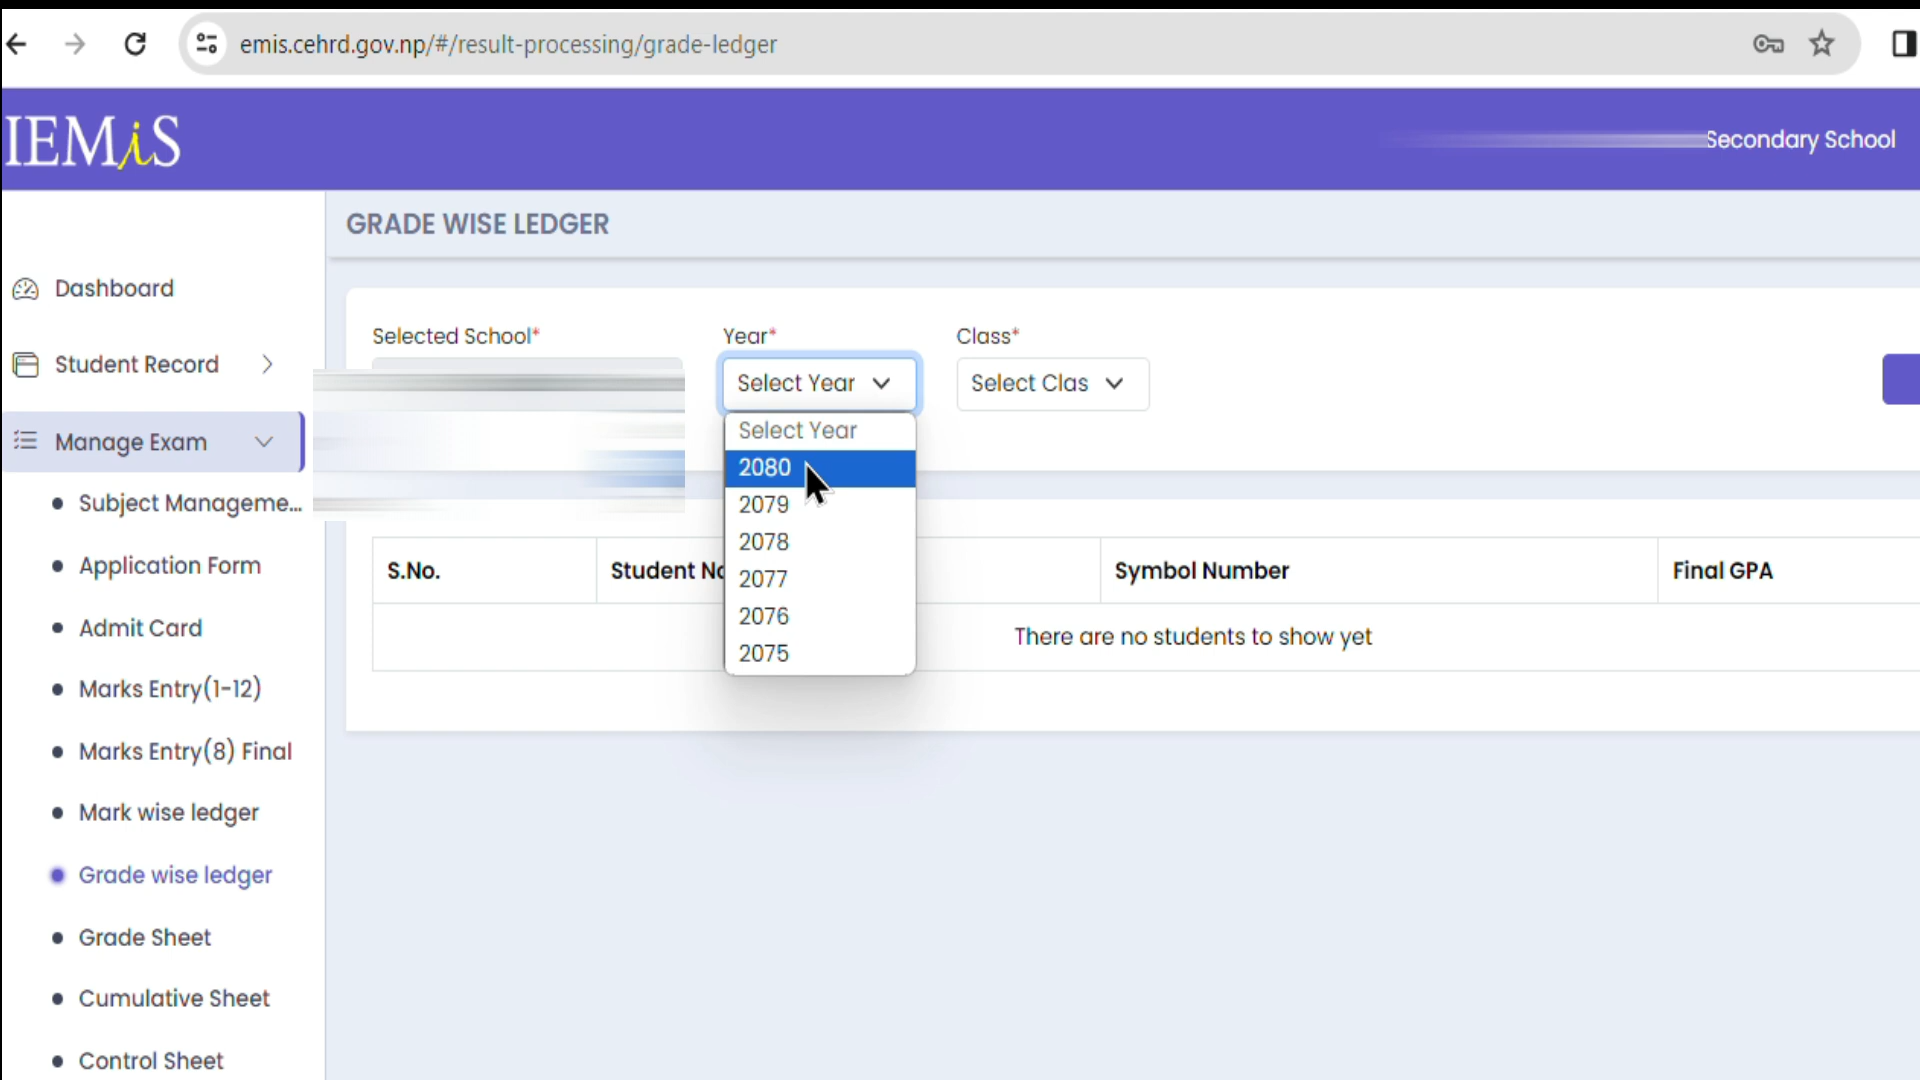 emis.cehrd.gov.np/#/result-processing/grade-ledger
IEMiS
Secondary School
GRADE WISE LEDGER
Dashboard
Student Record
Manage Exam
Subject Manageme...
Application Form
Admit Card
Marks Entry(1-12)
Marks Entry(8) Final
Mark wise ledger
Grade wise ledger
Grade Sheet
Cumulative Sheet
Control Sheet
Selected School*
Year*
Class*
Select Year
Select Clas
Select Year
2080
2079
2078
2077
2076
2075
S.No.
Student
Symbol Number
Final GPA
There are no students to show yet